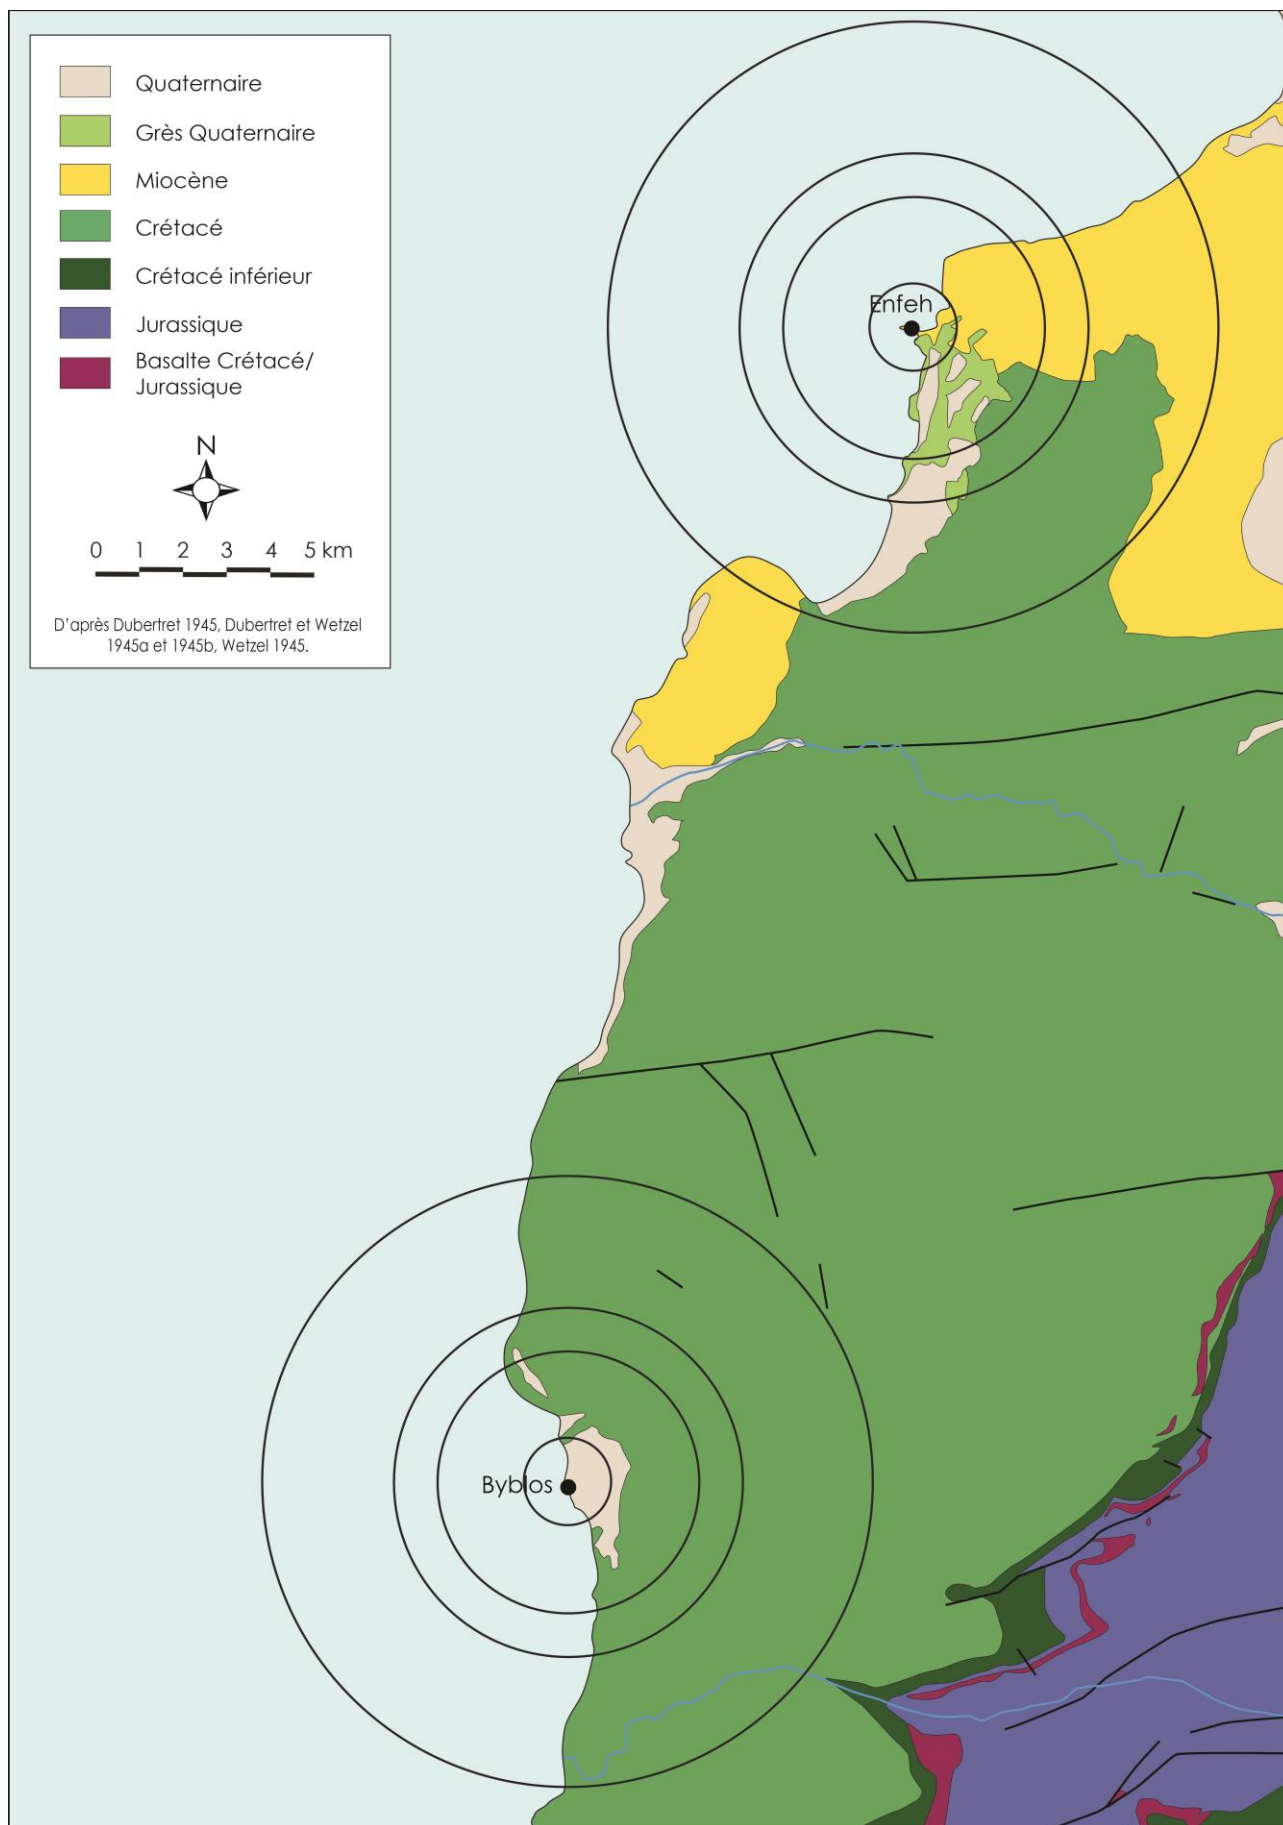 Quaternaire
Grès Quaternaire
Miocène
Crétacé
Crétacé inférieur
Jurassique
Basalte Crétacé/
Jurassique
N
0 1 2 3 4 5 km
D'après Dubertret 1945, Dubertret et Wetzel
1945a et 1945b, Wetzel 1945.
Enfeh
Byblos